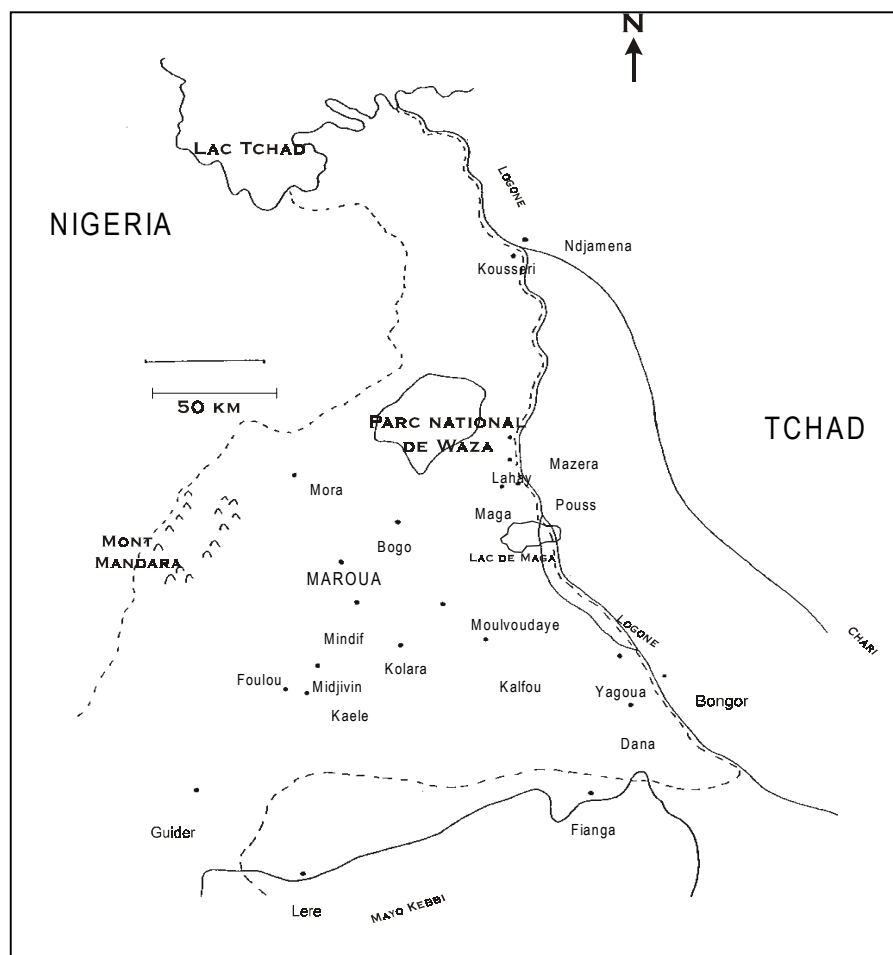 N
LAC TCHAD
LOGONE
NIGERIA
Ndjamena
Kousseri
50 KM
PARC NATIONAL
DE WAZA
TCHAD
Mazera
Lahay
Mora
Maga
Pouss
MONT
MANDARA
Bogo
LAC DE MAGA
MAROUA
LOGONE
CHARI
Mindif
Moulvoudaye
Kolara
Foulou
Midjivin
Kalfou
Yagoua
Bongor
Kaele
Dana
Guider
Fianga
Lere
MAYO KEBBI